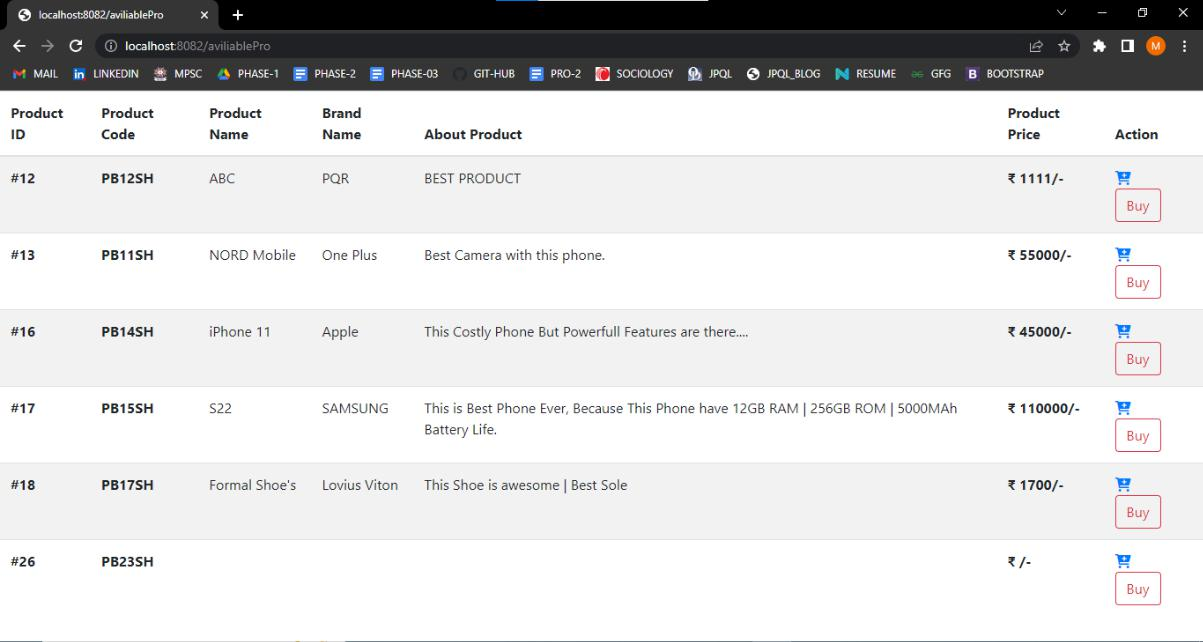 localhost:8082/aviliablePro
localhost:8082/aviliablePro
M
MAIL LINKEDIN MPSC PHASE-1 PHASE-2 PHASE-03 GIT-HUB PRO-2 SOCIOLOGY JPQL JPQL_BLOG RESUME GFG B BOOTSTRAP
Product ID Product Code Product Name Brand Name About Product Product Price Action
#12 PB12SH ABC PQR BEST PRODUCT ₹ 1111/-
Buy
#13 PB11SH NORD Mobile One Plus Best Camera with this phone. ₹ 55000/-
Buy
#16 PB14SH iPhone 11 Apple This Costly Phone But Powerfull Features are there.... ₹ 45000/-
Buy
#17 PB15SH S22 SAMSUNG This is Best Phone Ever, Because This Phone have 12GB RAM | 256GB ROM | 5000MAh ₹ 110000/-
Battery Life.
Buy
#18 PB17SH Formal Shoe's Lovius Viton This Shoe is awesome | Best Sole ₹ 1700/-
Buy
#26 PB23SH ₹ /-
Buy